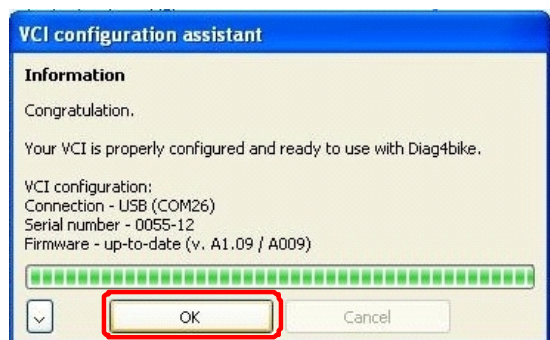 VCI configuration assistant
Information
Congratulation.
Your VCI is properly configured and ready to use with Diag4bike.
VCI configuration:
Connection - USB (COM26)
Serial number - 0055-12
Firmware - up-to-date (v. A1.09 / A009)
OK
Cancel